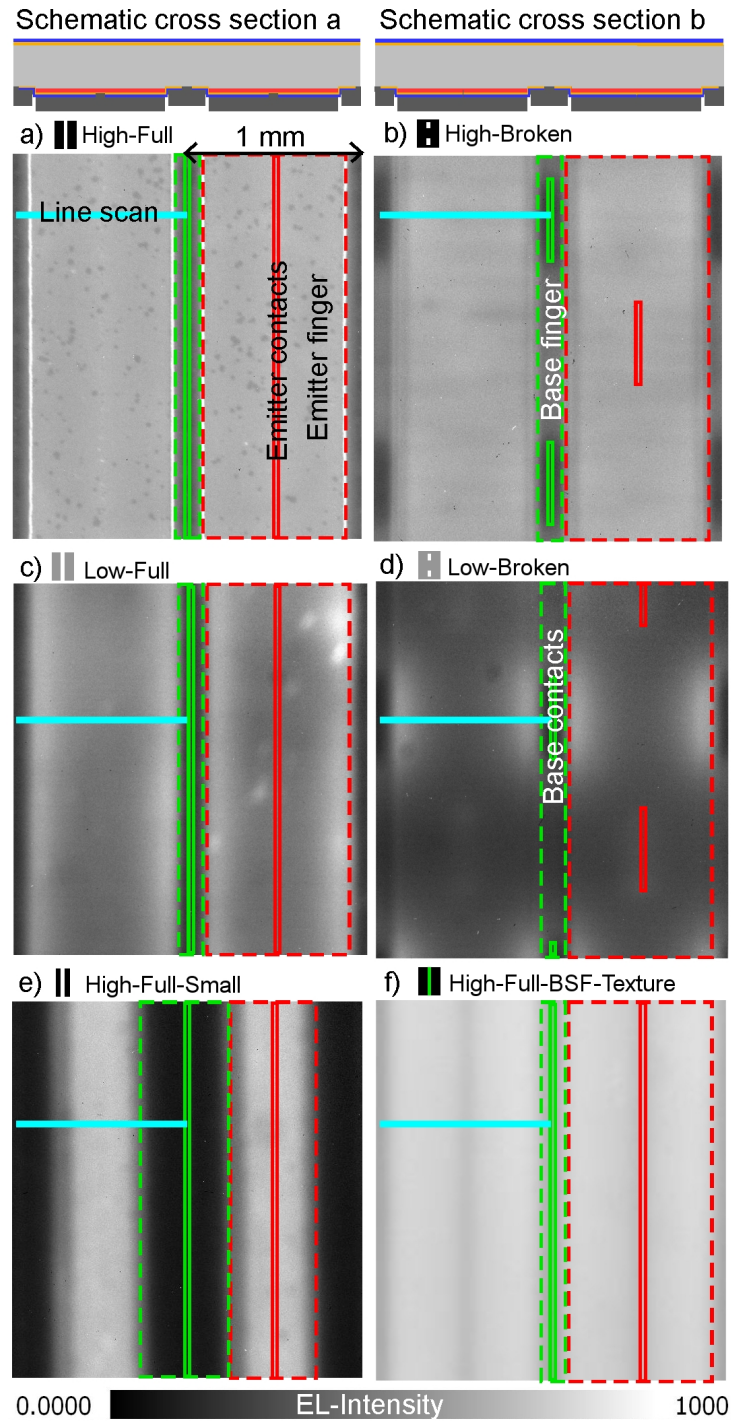 Schematic cross section a
Schematic cross section b
a) High-Full
1 mm
b) High-Broken
Line scan
Emitter contacts
Emitter finger
Base finger
c) Low-Full
d) Low-Broken
Base contacts
e) High-Full-Small
f) High-Full-BSF-Texture
0.0000 EL-Intensity 1000